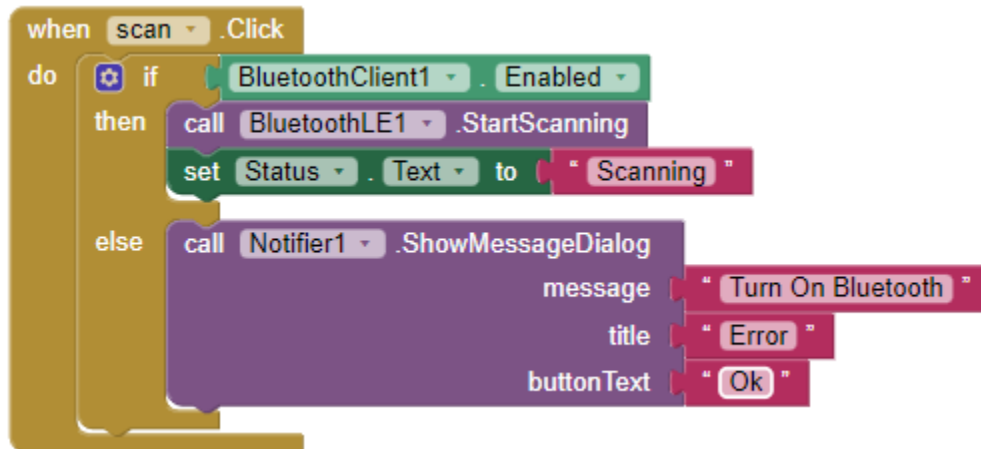 when scan .Click
do if BluetoothClient1 . Enabled
then call BluetoothLE1 .StartScanning
set Status . Text to " Scanning "
else call Notifier1 .ShowMessageDialog
message " Turn On Bluetooth "
title " Error "
buttonText " Ok "